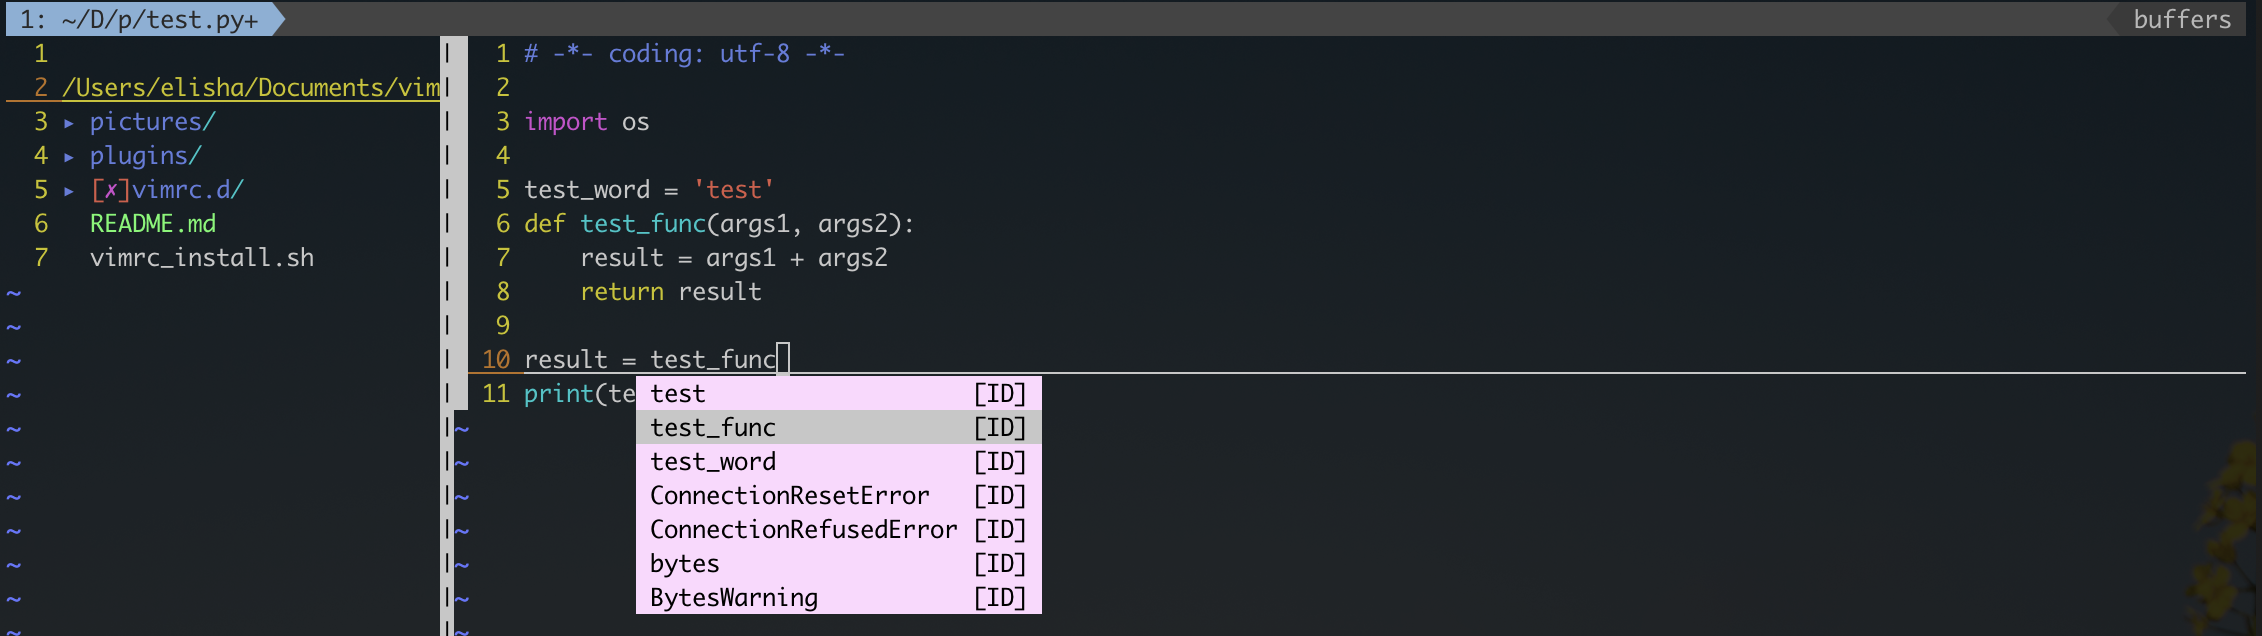 1: ~/D/p/test.py+ buffers
1
2 /Users/elisha/Documents/vim
3 ▸ pictures/
4 ▸ plugins/
5 ▸ [✗]vimrc.d/
6 README.md
7 vimrc_install.sh
~
~
~
~
~
~
~
~
~
~
~
1 # -*- coding: utf-8 -*-
2
3 import os
4
5 test_word = 'test'
6 def test_func(args1, args2):
7 result = args1 + args2
8 return result
9
10 result = test_func
11 print(te
test [ID]
test_func [ID]
test_word [ID]
ConnectionResetError [ID]
ConnectionRefusedError [ID]
bytes [ID]
BytesWarning [ID]
~
~
~
~
~
~
~